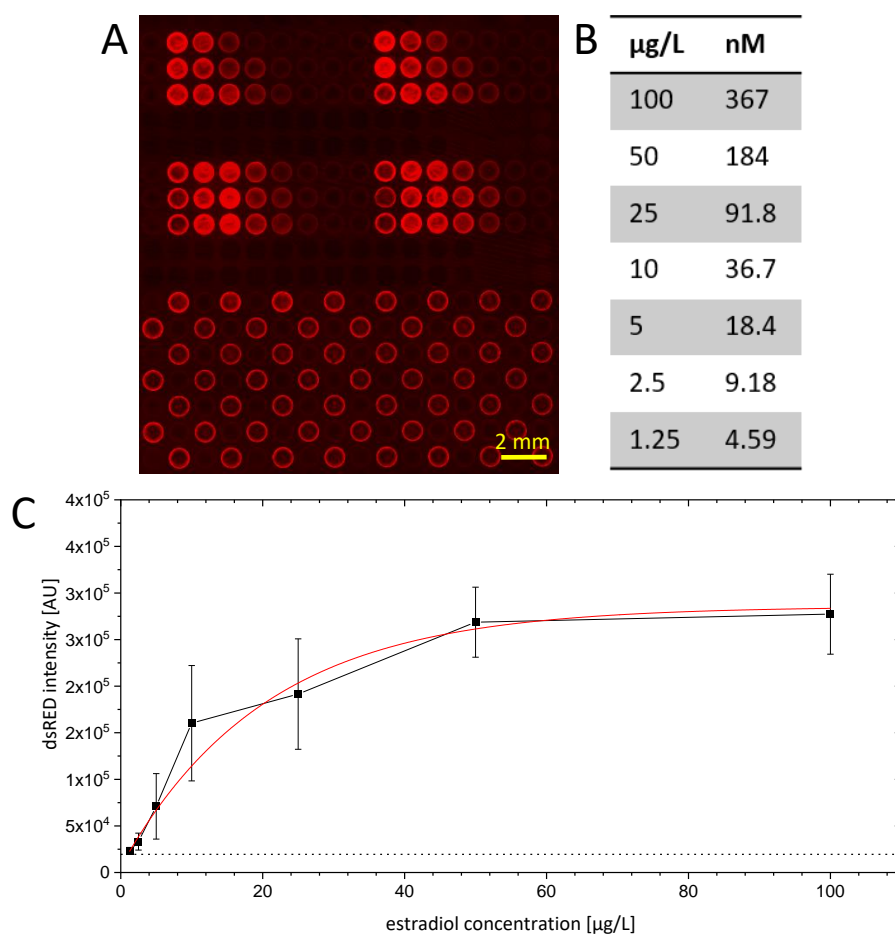 A
2 mm
B
µg/L nM
100 367
50 184
25 91.8
10 36.7
5 18.4
2.5 9.18
1.25 4.59
C
4x10⁵
4x10⁵
3x10⁵
3x10⁵
2x10⁵
2x10⁵
1x10⁵
5x10⁴
0
dsRED intensity [AU]
0 20 40 60 80 100
estradiol concentration [µg/L]